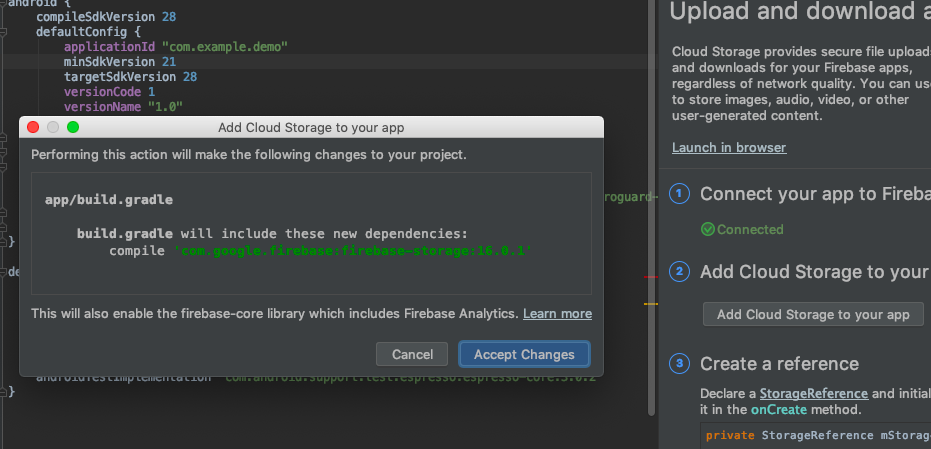 android {
compileSdkVersion 28
defaultConfig {
applicationId "com.example.demo"
minSdkVersion 21
targetSdkVersion 28
versionCode 1
versionName "1.0"
Add Cloud Storage to your app
Performing this action will make the following changes to your project.
app/build.gradle
build.gradle will include these new dependencies:
compile 'com.google.firebase:firebase-storage:16.0.1'
This will also enable the firebase-core library which includes Firebase Analytics. Learn more
Cancel
Accept Changes
roguard-
}
de
androidTestImplementation 'com.android.support.test.espresso:espresso-core:3.0.2'
}
Upload and download a
Cloud Storage provides secure file uploads
and downloads for your Firebase apps,
regardless of network quality. You can use
to store images, audio, video, or other
user-generated content.
Launch in browser
1 Connect your app to Fireba
Connected
2 Add Cloud Storage to your
Add Cloud Storage to your app
3 Create a reference
Declare a StorageReference and initial
it in the onCreate method.
private StorageReference mStorag